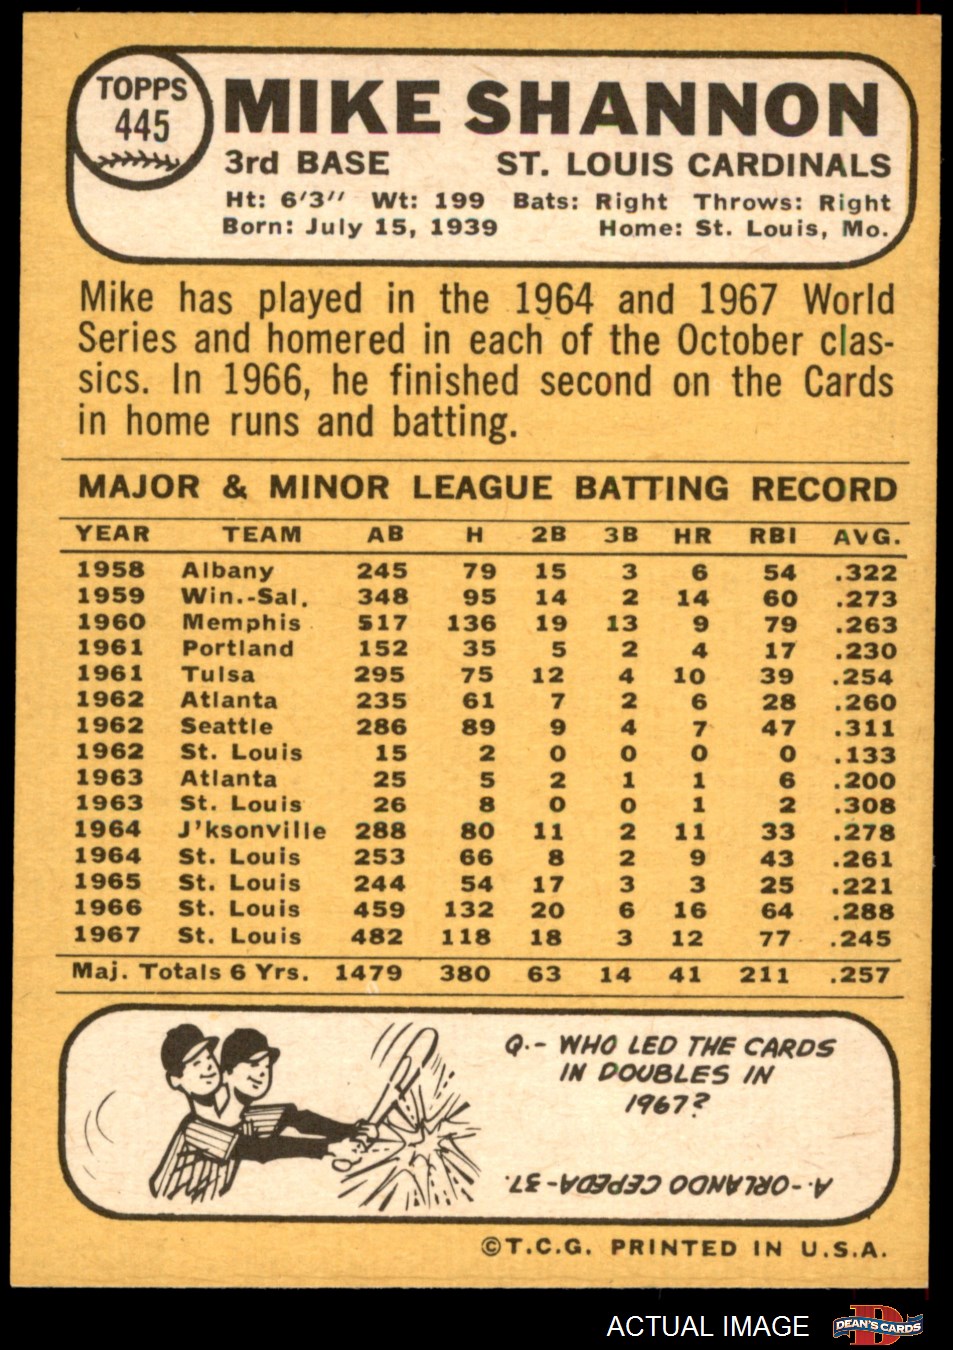 TOPPS
445
MIKE SHANNON
3rd BASE ST. LOUIS CARDINALS
Ht: 6'3" Wt: 199 Bats: Right Throws: Right
Born: July 15, 1939 Home: St. Louis, Mo.
Mike has played in the 1964 and 1967 World
Series and homered in each of the October clas-
sics. In 1966, he finished second on the Cards
in home runs and batting.
MAJOR & MINOR LEAGUE BATTING RECORD
YEAR TEAM AB H 2B 3B HR RBI AVG.
1958 Albany 245 79 15 3 6 54 .322
1959 Win.-Sal. 348 95 14 2 14 60 .273
1960 Memphis 517 136 19 13 9 79 .263
1961 Portland 152 35 5 2 4 17 .230
1961 Tulsa 295 75 12 4 10 39 .254
1962 Atlanta 235 61 7 2 6 28 .260
1962 Seattle 286 89 9 4 7 47 .311
1962 St. Louis 15 2 0 0 0 0 .133
1963 Atlanta 25 5 2 1 1 6 .200
1963 St. Louis 26 8 0 0 1 2 .308
1964 J'ksonville 288 80 11 2 11 33 .278
1964 St. Louis 253 66 8 2 9 43 .261
1965 St. Louis 244 54 17 3 3 25 .221
1966 St. Louis 459 132 20 6 16 64 .288
1967 St. Louis 482 118 18 3 12 77 .245
Maj. Totals 6 Yrs. 1479 380 63 14 41 211 .257
Q.- WHO LED THE CARDS
IN DOUBLES IN
1967?
A.- ORLANDO CEPEDA - 37.
©T.C.G. PRINTED IN U.S.A.
ACTUAL IMAGE
D
DEAN'S CARDS